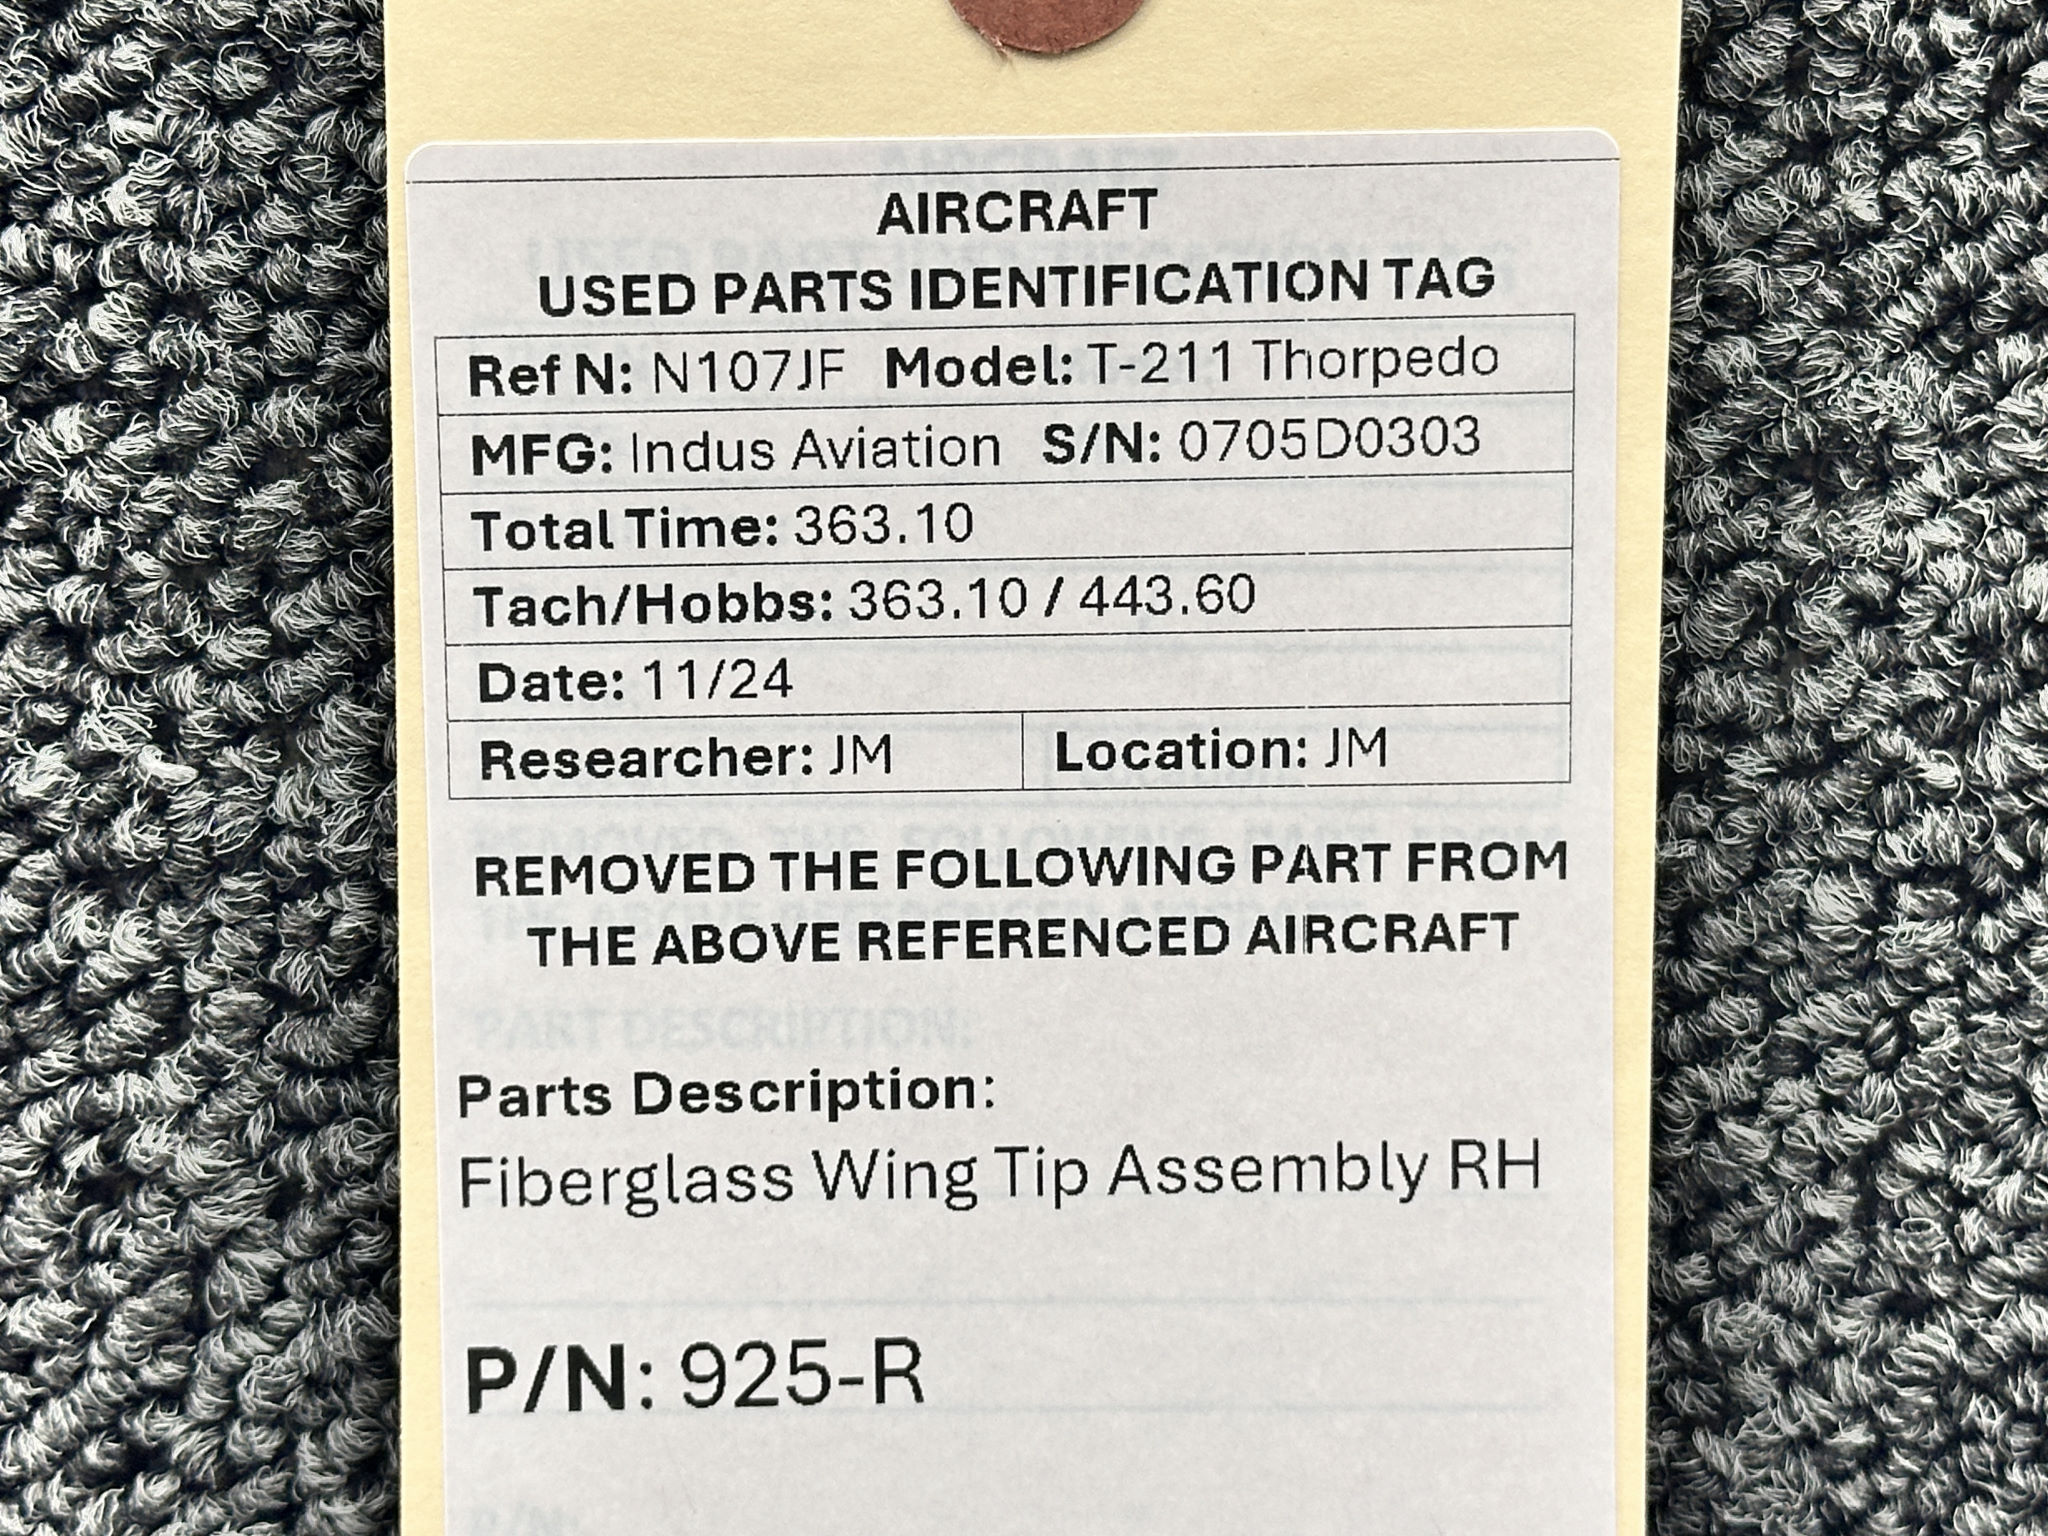 AIRCRAFT
USED PARTS IDENTIFICATION TAG
Ref N: N107JF Model: T-211 Thorpedo
MFG: Indus Aviation S/N: 0705D0303
Total Time: 363.10
Tach/Hobbs: 363.10 / 443.60
Date: 11/24
Researcher: JM Location: JM
REMOVED THE FOLLOWING PART FROM
THE ABOVE REFERENCED AIRCRAFT
PART DESCRIPTION:
Parts Description:
Fiberglass Wing Tip Assembly RH
P/N: 925-R
P/N: